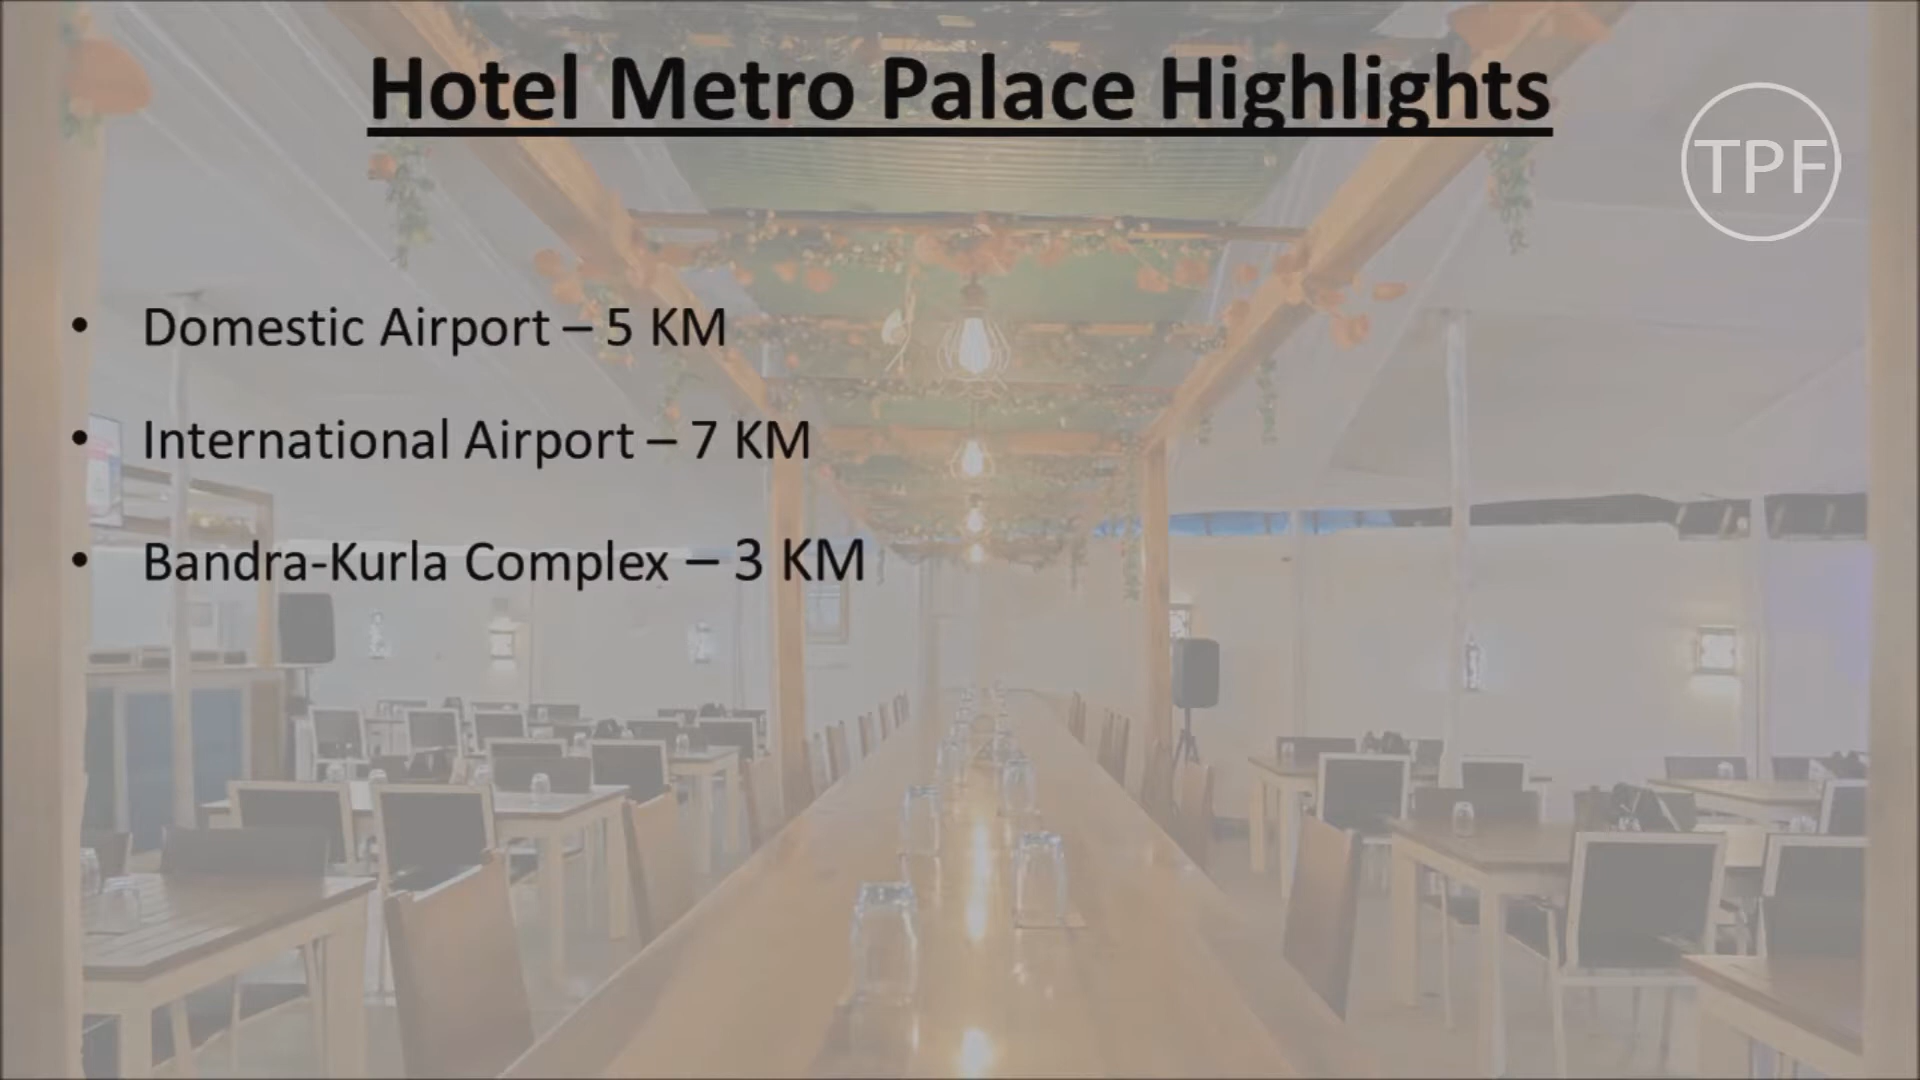 Hotel Metro Palace Highlights
TPF
• Domestic Airport – 5 KM
• International Airport – 7 KM
• Bandra-Kurla Complex – 3 KM